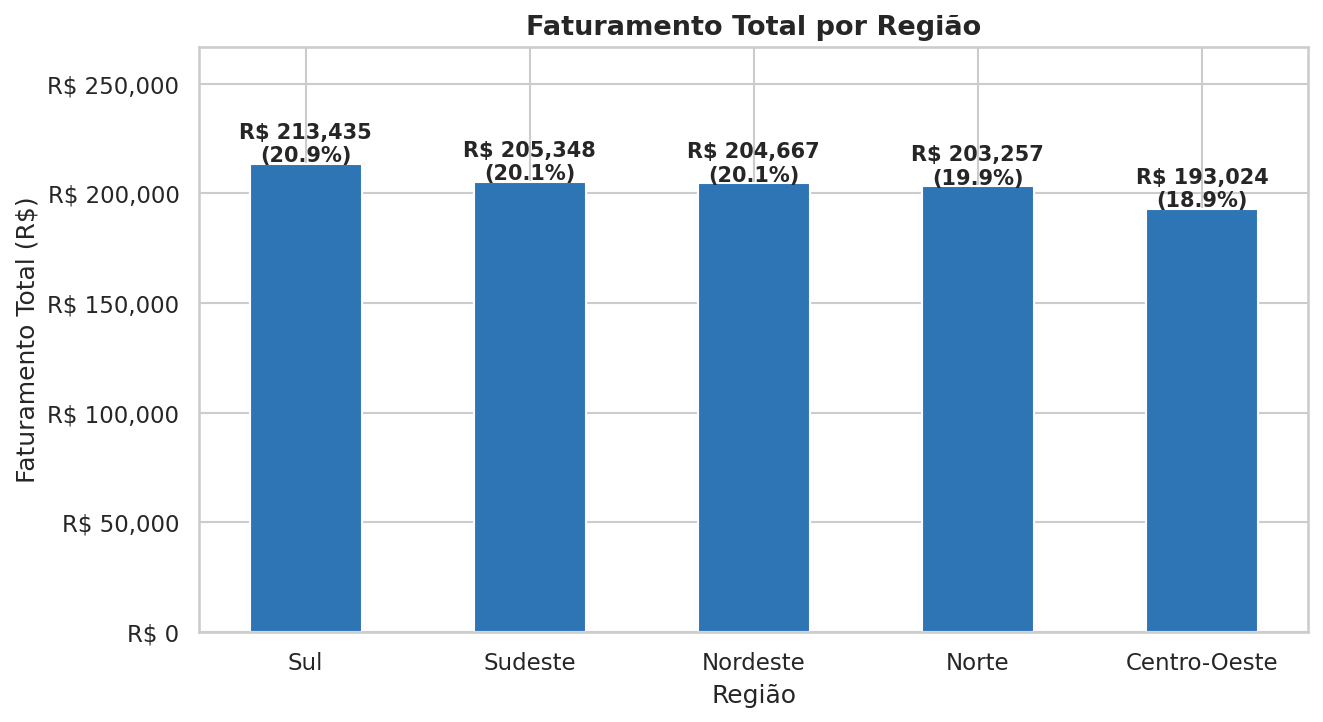 Faturamento Total por Região
Faturamento Total (R$)
R$ 250,000
R$ 200,000
R$ 150,000
R$ 100,000
R$ 50,000
R$ 0
R$ 213,435
(20.9%)
R$ 205,348
(20.1%)
R$ 204,667
(20.1%)
R$ 203,257
(19.9%)
R$ 193,024
(18.9%)
Sul
Sudeste
Nordeste
Norte
Centro-Oeste
Região